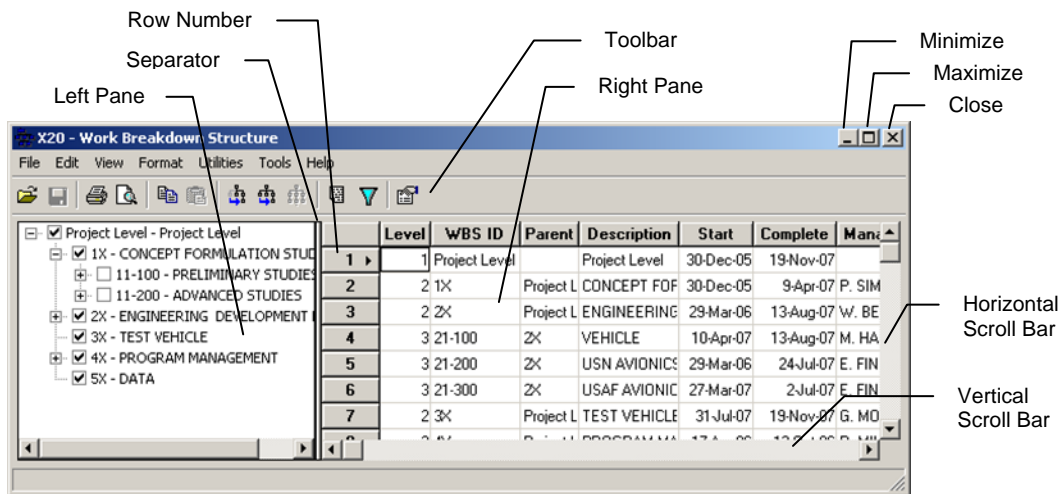 Row Number
Separator
Left Pane
Toolbar
Right Pane
Minimize
Maximize
Close
X20 - Work Breakdown Structure
File Edit View Format Utilities Tools Help
Project Level - Project Level
1X - CONCEPT FORMULATION STUD
11-100 - PRELIMINARY STUDIES
11-200 - ADVANCED STUDIES
2X - ENGINEERING DEVELOPMENT
3X - TEST VEHICLE
4X - PROGRAM MANAGEMENT
5X - DATA
Level WBS ID Parent Description Start Complete Mana
1 1 Project Level Project Level 30-Dec-05 19-Nov-07
2 2 1X Project L CONCEPT FOF 30-Dec-05 9-Apr-07 P. SIM
3 2 2X Project L ENGINEERING 29-Mar-06 13-Aug-07 W. BE
4 3 21-100 2X VEHICLE 10-Apr-07 13-Aug-07 M. HA
5 3 21-200 2X USN AVIONICS 29-Mar-06 24-Jul-07 E. FIN
6 3 21-300 2X USAF AVIONIC 27-Mar-07 2-Jul-07 E. FIN
7 2 3X Project L TEST VEHICLE 31-Jul-07 19-Nov-07 G. MO
Horizontal
Scroll Bar
Vertical
Scroll Bar